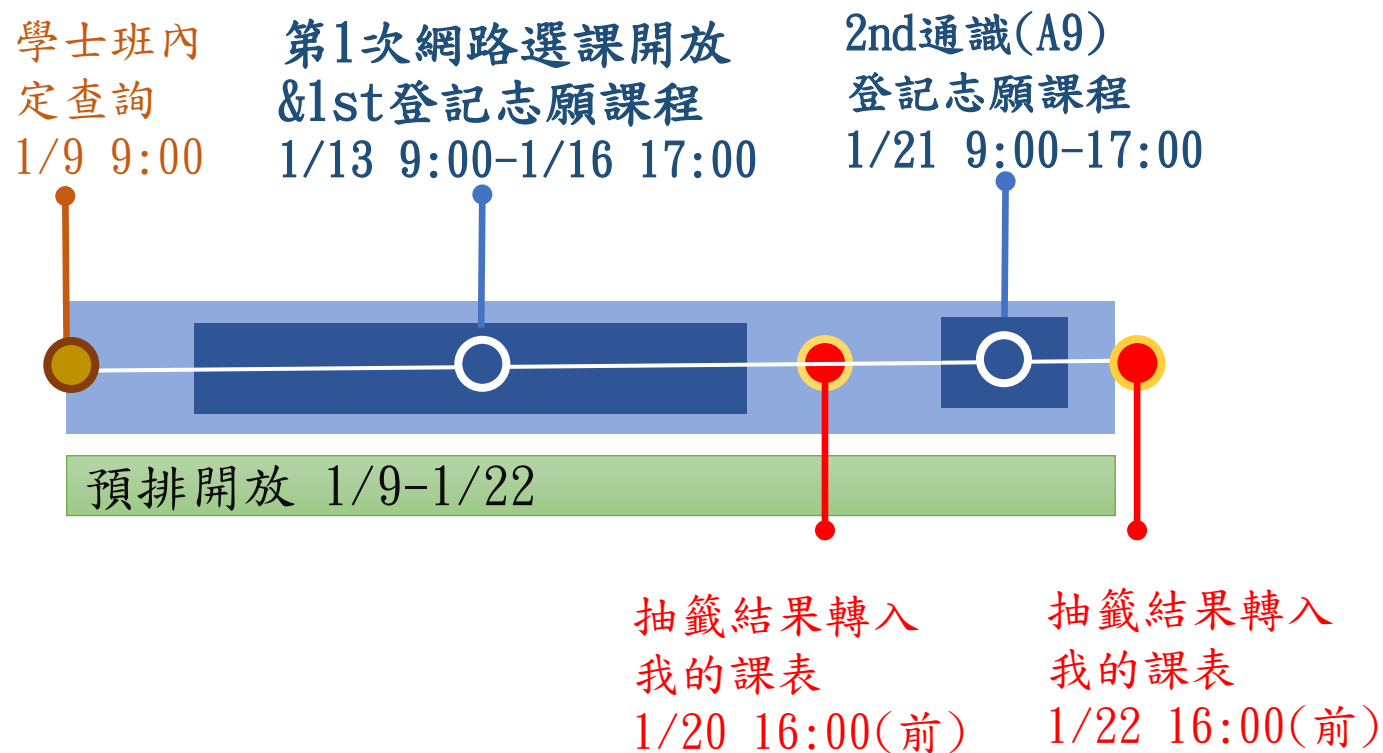 學士班內
定查詢
1/9 9:00
第1次網路選課開放
&1st登記志願課程
1/13 9:00-1/16 17:00
2nd通識(A9)
登記志願課程
1/21 9:00-17:00
預排開放 1/9-1/22
抽籤結果轉入
我的課表
1/20 16:00(前)
抽籤結果轉入
我的課表
1/22 16:00(前)